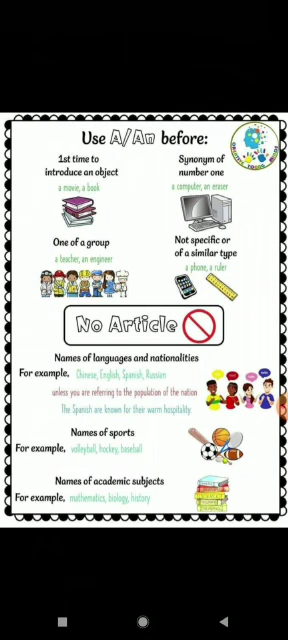 Use A/An before:
1st time to
introduce an object
a movie, a book
Synonym of
number one
a computer, an eraser
One of a group
a teacher, an engineer
Not specific or
of a similar type
a phone, a ruler
No Article
Names of languages and nationalities
For example, Chinese, English, Spanish, Russian
unless you are referring to the population of the nation
The Spanish are known for their warm hospitality.
Names of sports
For example, volleyball, hockey, baseball
Names of academic subjects
For example, mathematics, biology, history